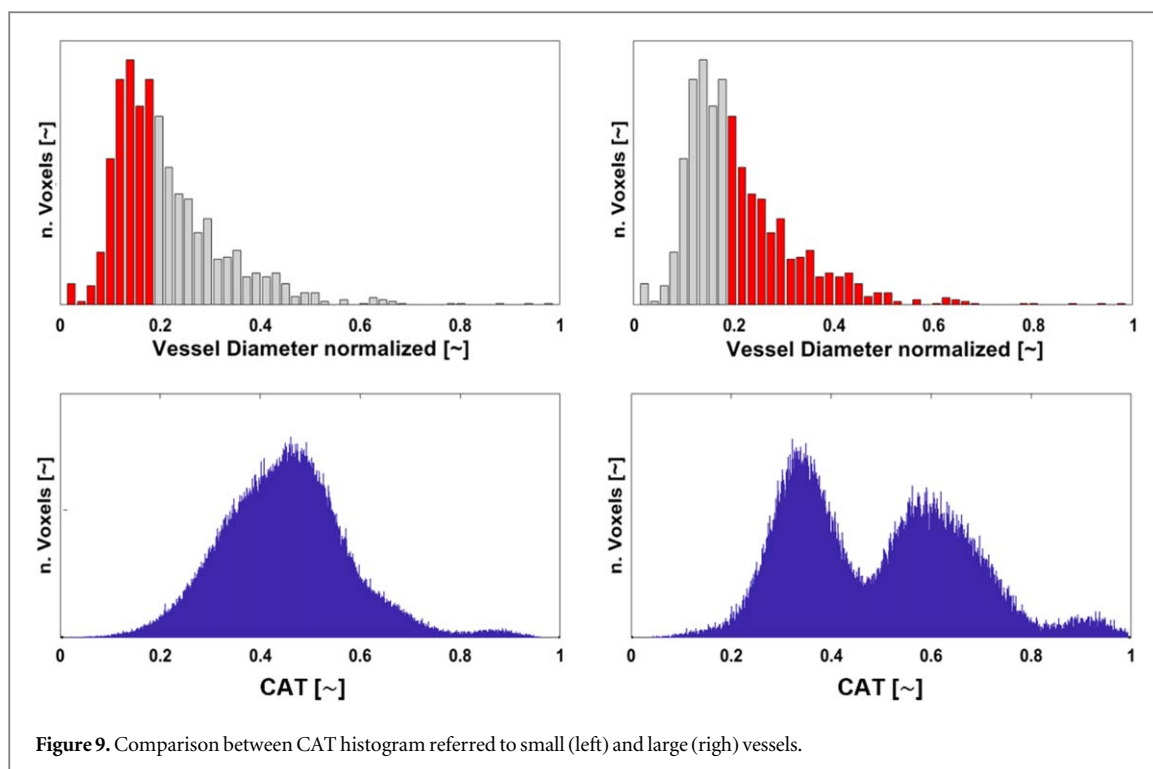 n. Voxels [~]
0 0.2 0.4 0.6 0.8 1
Vessel Diameter normalized [~]
n. Voxels [~]
0 0.2 0.4 0.6 0.8 1
Vessel Diameter normalized [~]
n. Voxels [~]
0 0.2 0.4 0.6 0.8 1
CAT [~]
n. Voxels [~]
0 0.2 0.4 0.6 0.8 1
CAT [~]
Figure 9. Comparison between CAT histogram referred to small (left) and large (righ) vessels.